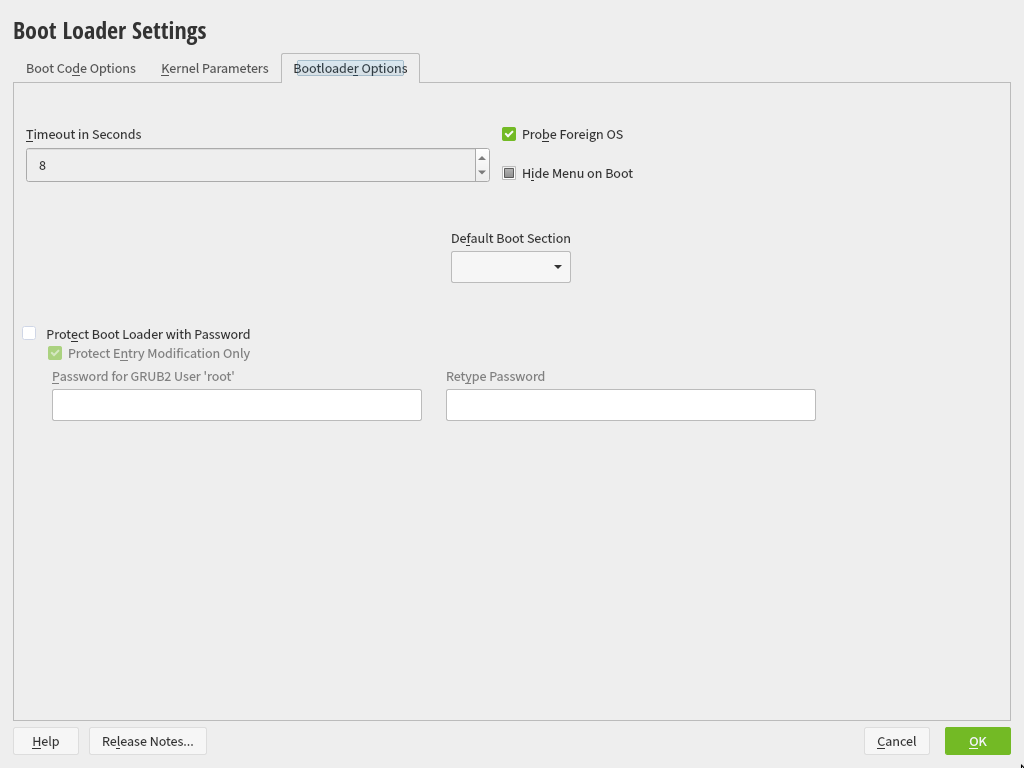 Boot Loader Settings
Boot Code Options Kernel Parameters Bootloader Options
Timeout in Seconds
8
Probe Foreign OS
Hide Menu on Boot
Default Boot Section
Protect Boot Loader with Password
Protect Entry Modification Only
Password for GRUB2 User 'root' Retype Password
Help Release Notes... Cancel OK